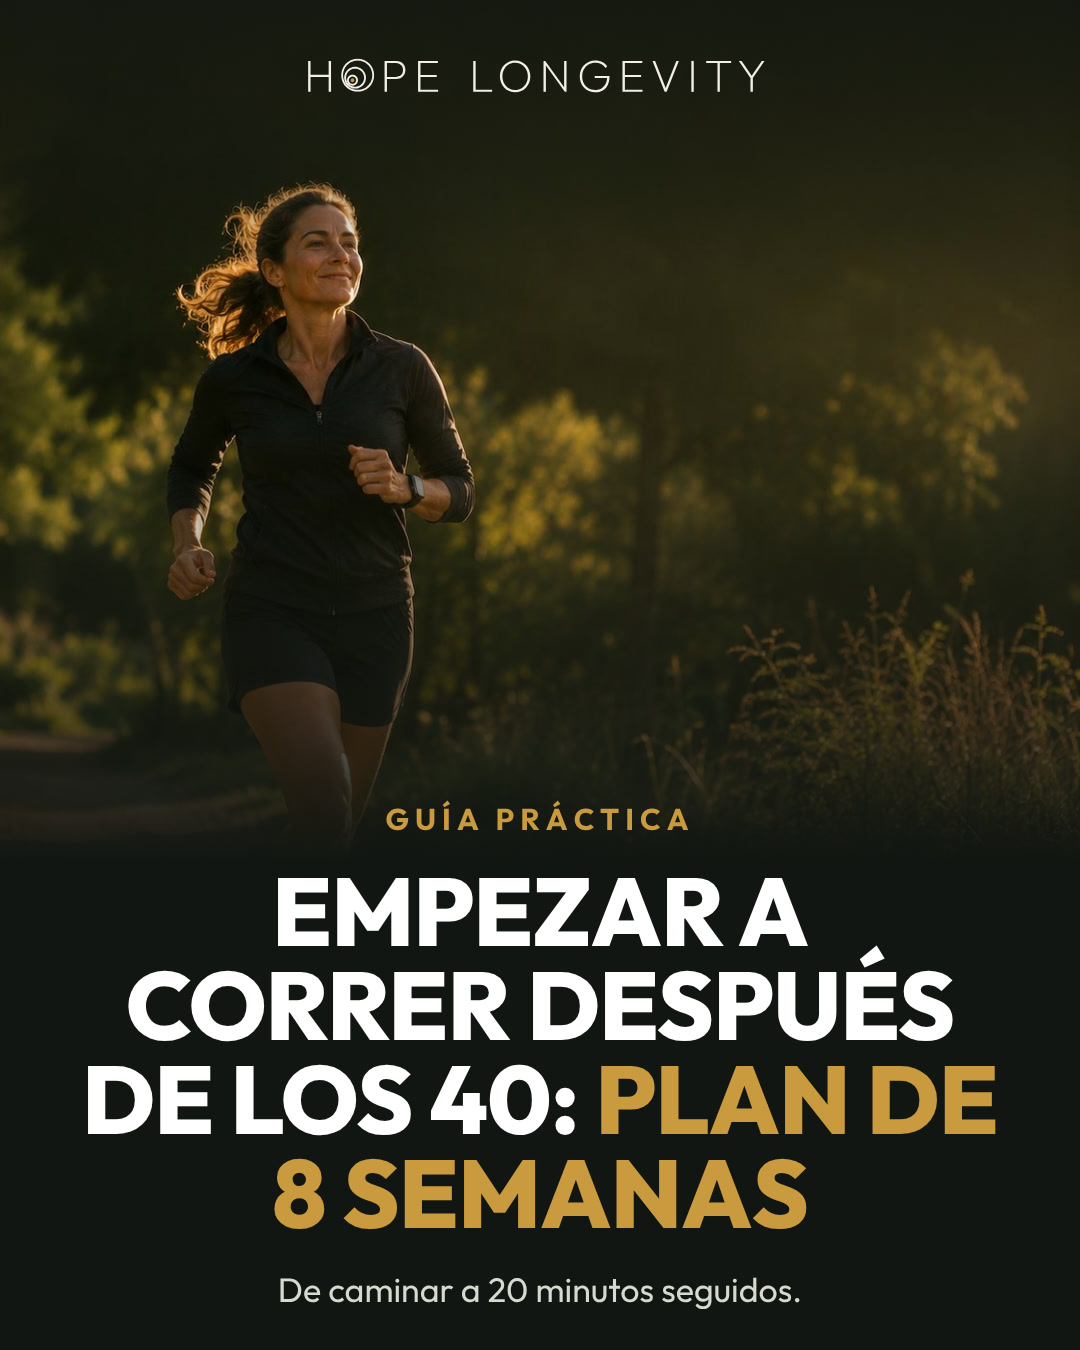 HOPE LONGEVITY
GUÍA PRÁCTICA
EMPEZAR A
CORRER DESPUÉS
DE LOS 40: PLAN DE
8 SEMANAS
De caminar a 20 minutos seguidos.